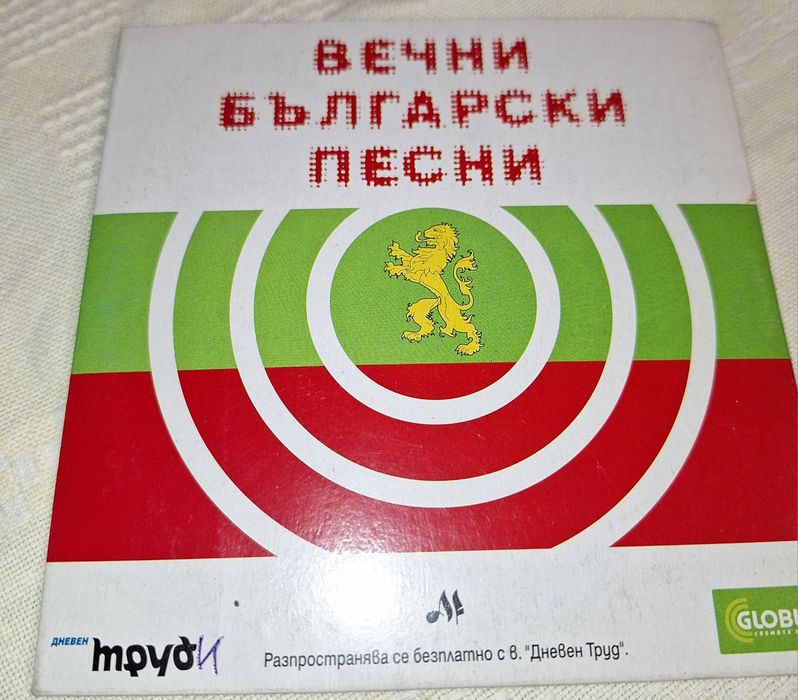 ВЕЧНИ
БЪЛГАРСКИ
ПЕСНИ
ДНЕВЕН
труд И
Разпространява се безплатно с в. "Дневен Труд".
GLOBU